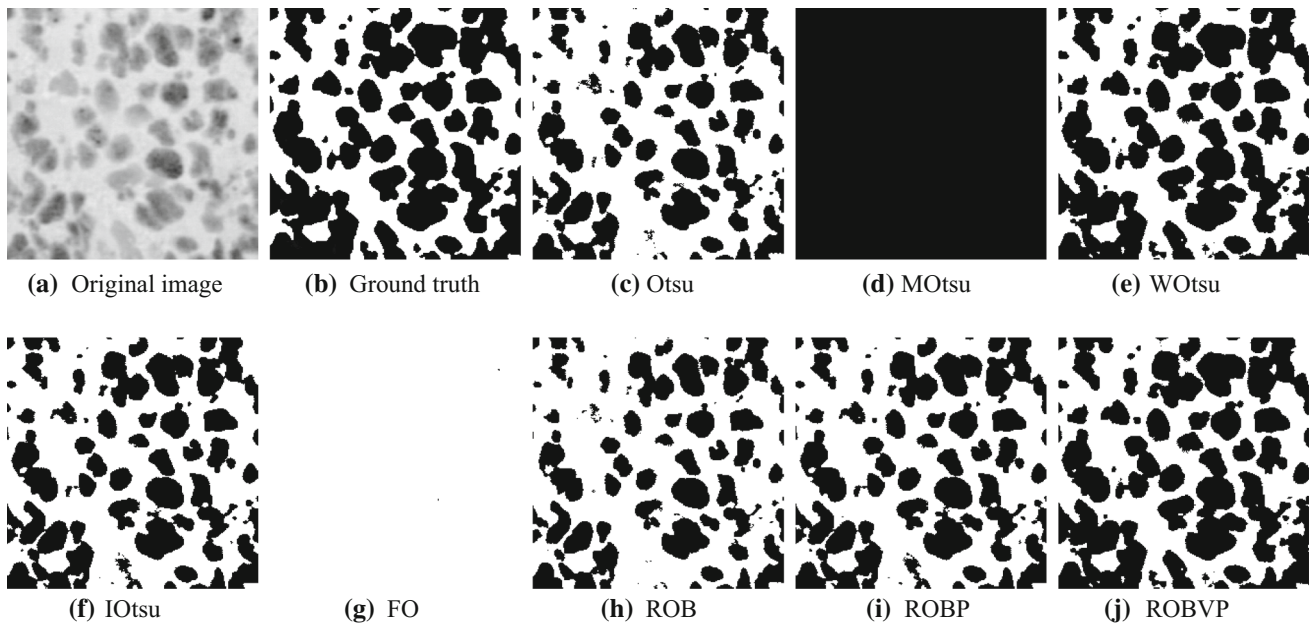 (a) Original image
(b) Ground truth
(c) Otsu
(d) MOtsu
(e) WOtsu
(f) IOtsu
(g) FO
(h) ROB
(i) ROBP
(j) ROBVP